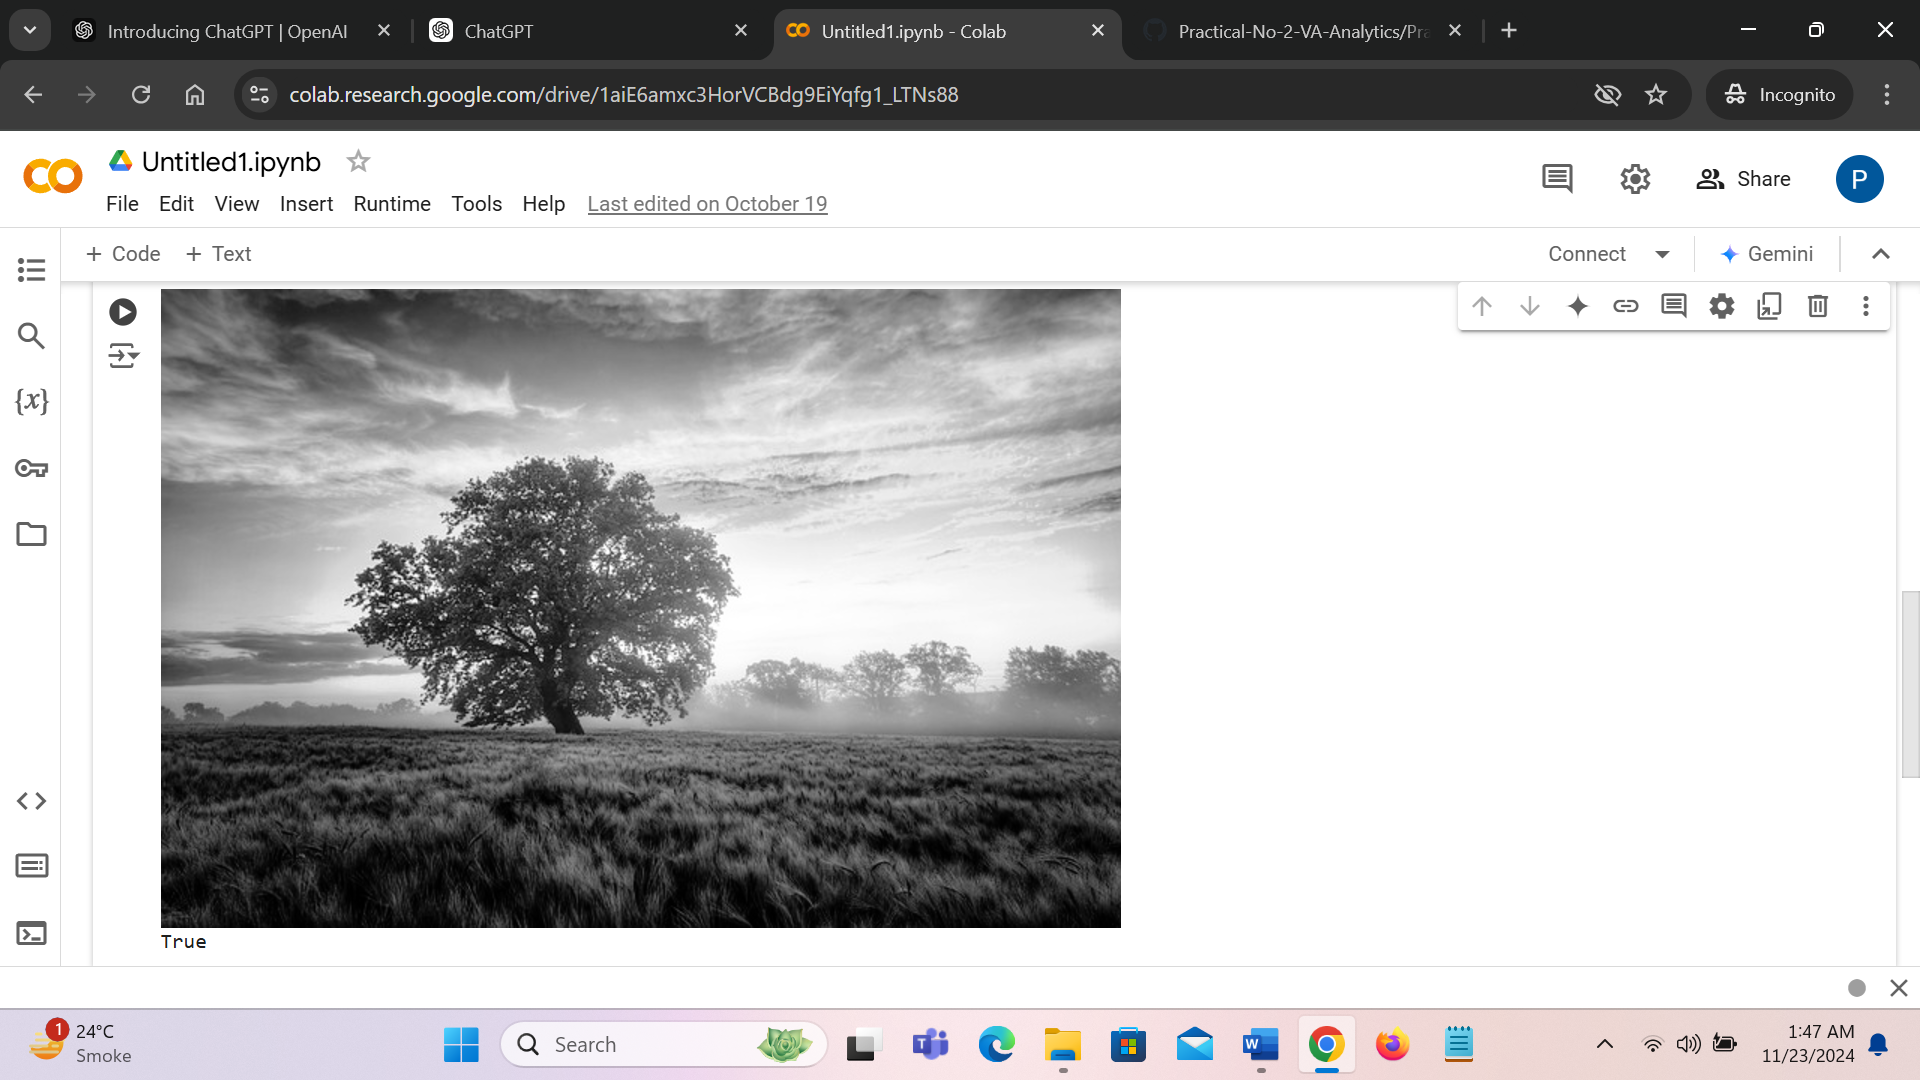 Introducing ChatGPT | OpenAI
ChatGPT
Untitled1.ipynb - Colab
Practical-No-2-VA-Analytics/Pra
colab.research.google.com/drive/1aiE6amxc3HorVCBdg9EiYqfg1_LTNs88
Incognito
Untitled1.ipynb
File Edit View Insert Runtime Tools Help Last edited on October 19
Share
P
+ Code + Text
Connect
Gemini
{x}
True
1
24°C
Smoke
Search
1:47 AM
11/23/2024